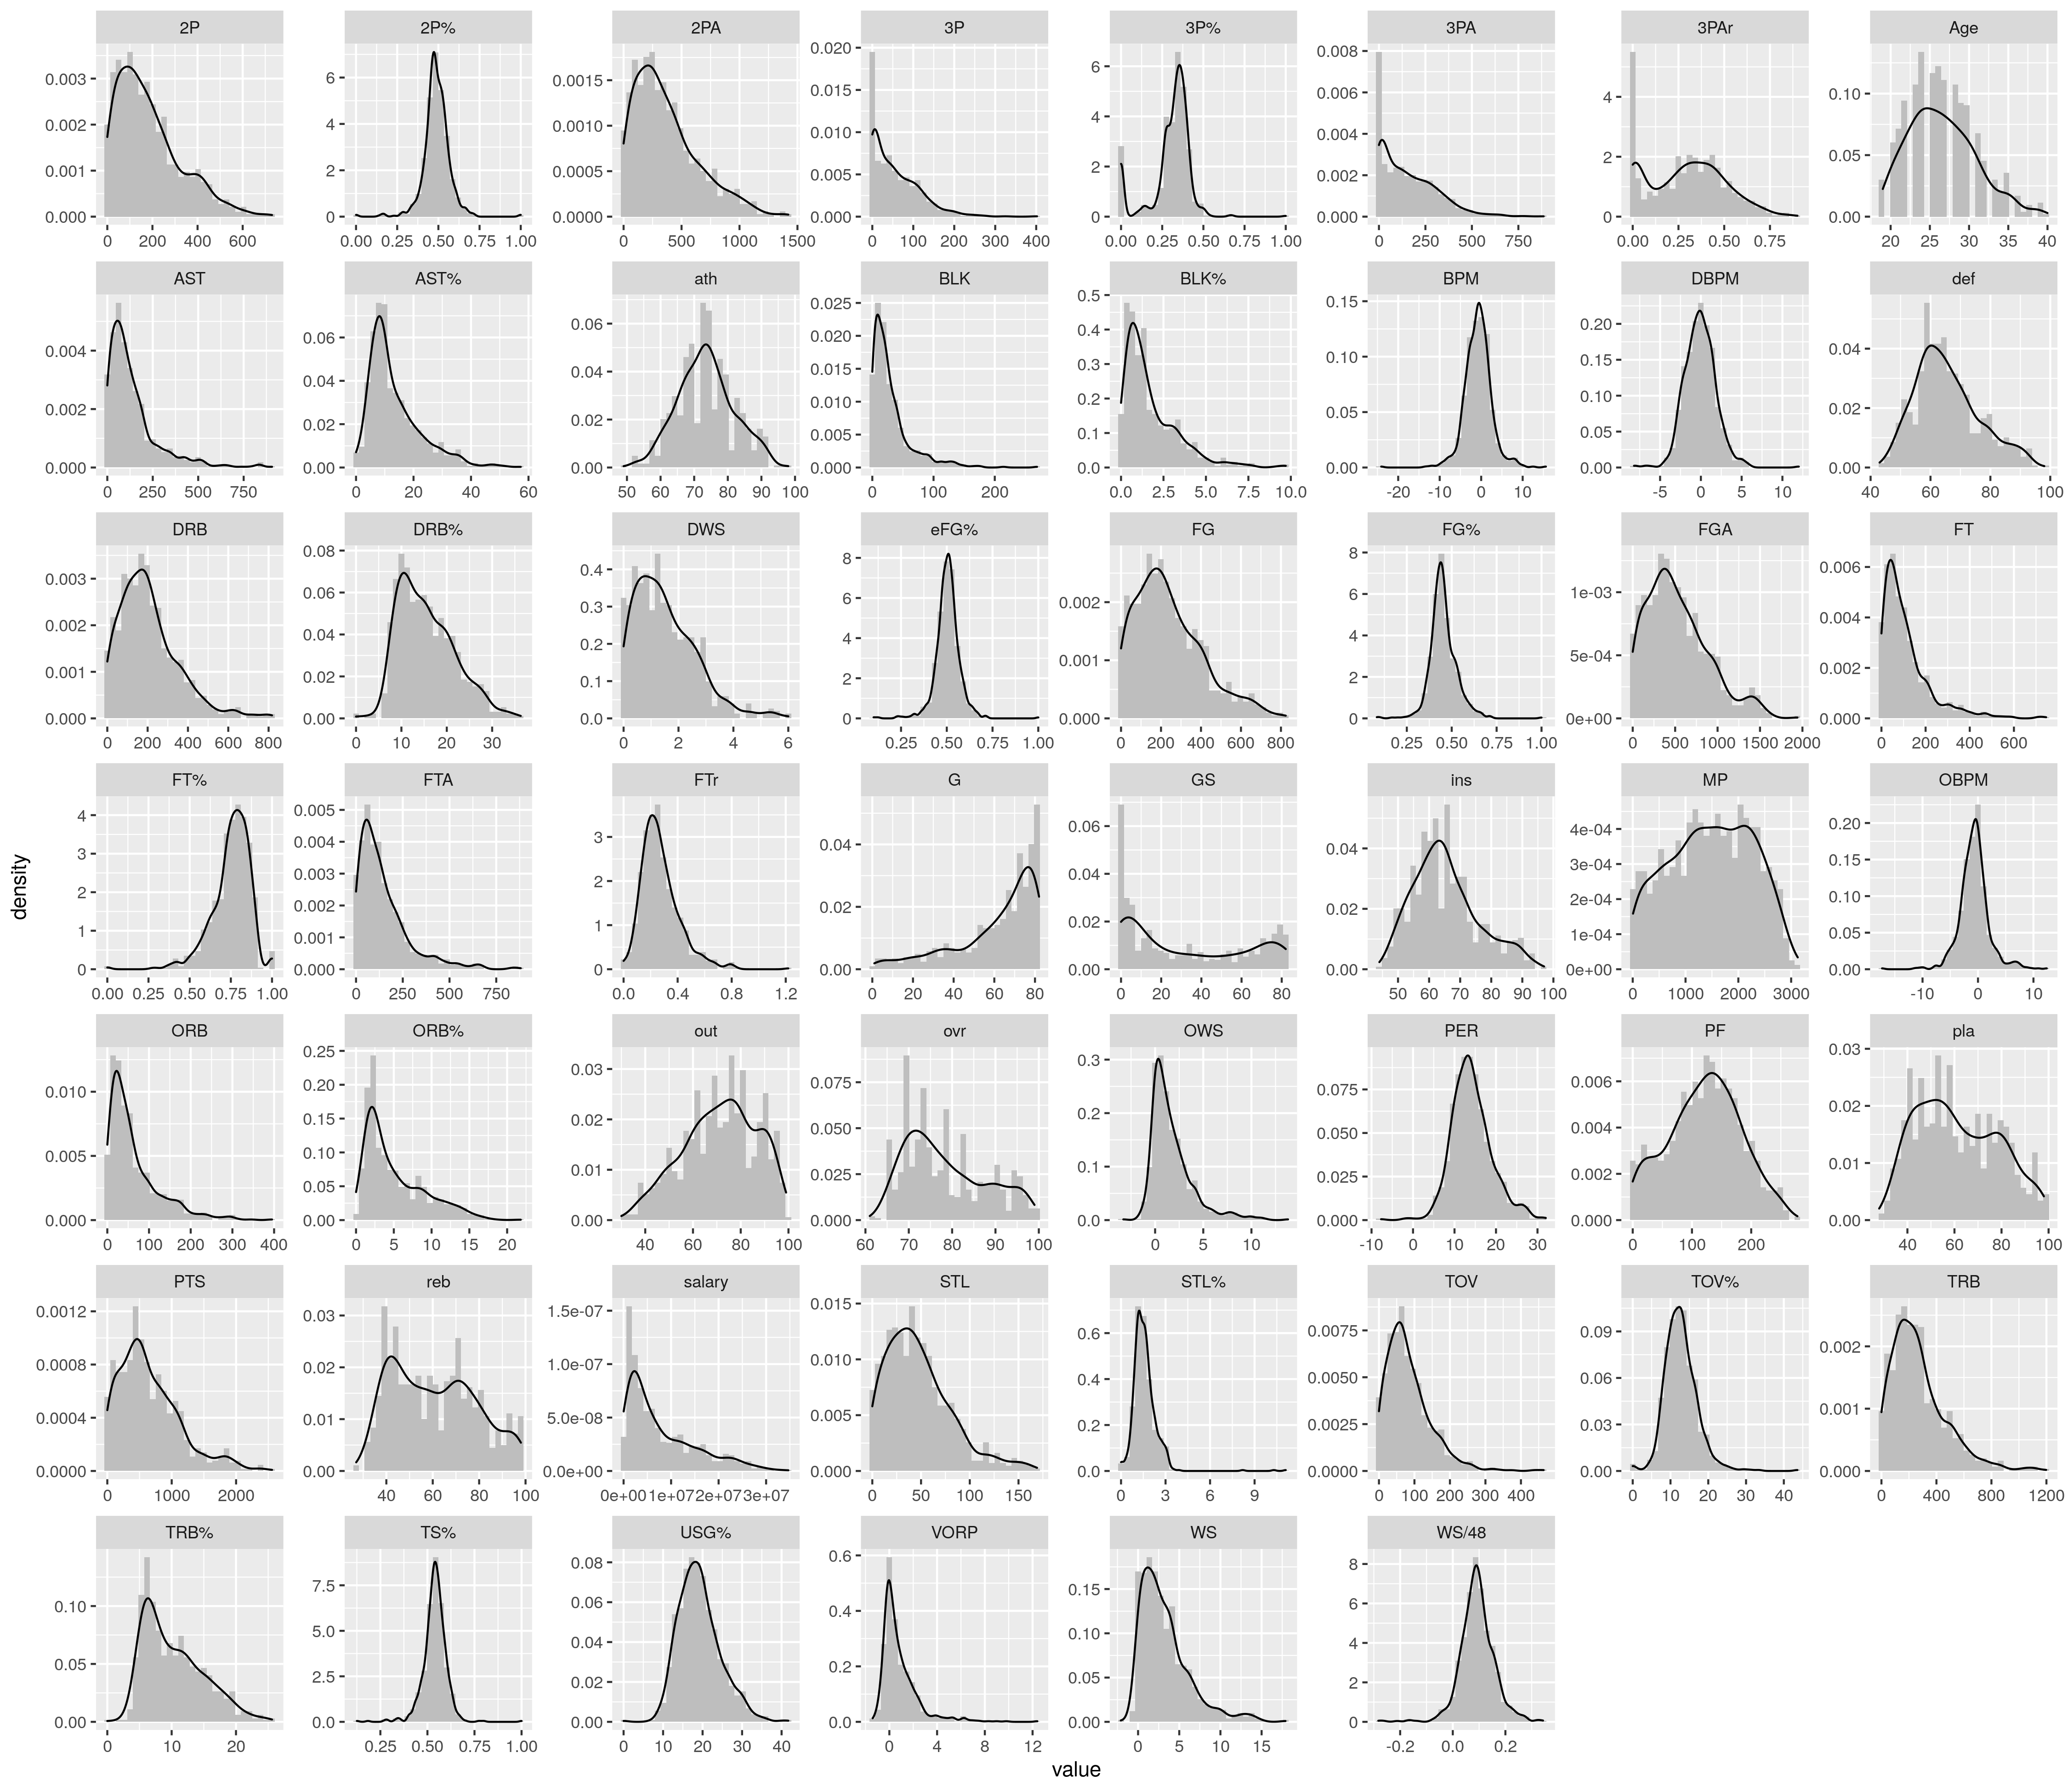 2P
0.003
0.002
0.001
0.000
0 200 400 600
2P%
6
4
2
0
0.00 0.25 0.50 0.75 1.00
2PA
0.0015
0.0010
0.0005
0.0000
0 500 1000 1500
3P
0.020
0.015
0.010
0.005
0.000
0 100 200 300 400
3P%
6
4
2
0
0.00 0.25 0.50 0.75 1.00
3PA
0.008
0.006
0.004
0.002
0.000
0 250 500 750
3PAr
4
2
0
0.00 0.25 0.50 0.75
Age
0.10
0.05
0.00
20 25 30 35 40
AST
0.004
0.002
0.000
0 250 500 750
AST%
0.06
0.04
0.02
0.00
0 20 40 60
ath
0.06
0.04
0.02
0.00
50 60 70 80 90 100
BLK
0.025
0.020
0.015
0.010
0.005
0.000
0 100 200
BLK%
0.5
0.4
0.3
0.2
0.1
0.0
0.0 2.5 5.0 7.5 10.0
BPM
0.15
0.10
0.05
0.00
-20 -10 0 10
DBPM
0.20
0.15
0.10
0.05
0.00
-5 0 5 10
def
0.04
0.02
0.00
40 60 80 100
DRB
0.003
0.002
0.001
0.000
0 200 400 600 800
DRB%
0.08
0.06
0.04
0.02
0.00
0 10 20 30
DWS
0.4
0.3
0.2
0.1
0.0
0 2 4 6
eFG%
8
6
4
2
0
0.25 0.50 0.75 1.00
FG
0.002
0.001
0.000
0 200 400 600 800
FG%
8
6
4
2
0
0.25 0.50 0.75 1.00
FGA
1e-03
5e-04
0e+00
0 500 1000 1500 2000
FT
0.006
0.004
0.002
0.000
0 200 400 600
FT%
4
3
2
1
0
0.00 0.25 0.50 0.75 1.00
FTA
0.005
0.004
0.003
0.002
0.001
0.000
0 250 500 750
FTr
3
2
1
0
0.0 0.4 0.8 1.2
G
0.04
0.02
0.00
0 20 40 60 80
GS
0.06
0.04
0.02
0.00
0 20 40 60 80
ins
0.04
0.02
0.00
50 60 70 80 90 100
MP
4e-04
3e-04
2e-04
1e-04
0e+00
0 1000 2000 3000
OBPM
0.20
0.15
0.10
0.05
0.00
-10 0 10
density
ORB
0.010
0.005
0.000
0 100 200 300 400
ORB%
0.25
0.20
0.15
0.10
0.05
0.00
0 5 10 15 20
out
0.03
0.02
0.01
0.00
40 60 80 100
ovr
0.075
0.050
0.025
0.000
60 70 80 90 100
OWS
0.3
0.2
0.1
0.0
0 5 10
PER
0.075
0.050
0.025
0.000
-10 0 10 20 30
PF
0.006
0.004
0.002
0.000
0 100 200
pla
0.03
0.02
0.01
0.00
40 60 80 100
PTS
0.0012
0.0008
0.0004
0.0000
0 1000 2000
reb
0.03
0.02
0.01
0.00
40 60 80 100
salary
1.5e-07
1.0e-07
5.0e-08
0.0e+00
0e+001e+072e+073e+07
STL
0.015
0.010
0.005
0.000
0 50 100 150
STL%
0.6
0.4
0.2
0.0
0 3 6 9
TOV
0.0075
0.0050
0.0025
0.0000
0 100 200 300 400
TOV%
0.09
0.06
0.03
0.00
0 10 20 30 40
TRB
0.002
0.001
0.000
0 400 800 1200
TRB%
0.10
0.05
0.00
0 10 20
TS%
7.5
5.0
2.5
0.0
0.25 0.50 0.75 1.00
USG%
0.08
0.06
0.04
0.02
0.00
0 10 20 30 40
VORP
0.6
0.4
0.2
0.0
0 4 8 12
WS
0.15
0.10
0.05
0.00
0 5 10 15
WS/48
8
6
4
2
0
-0.2 0.0 0.2
value